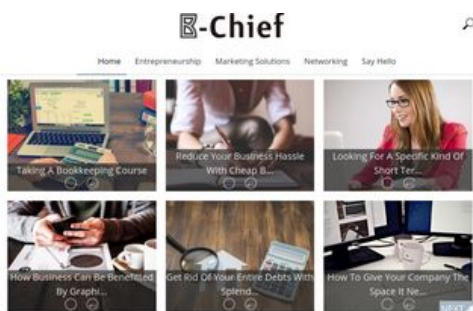 B-Chief
Home Entrepreneurship Marketing Solutions Networking Say Hello
Taking A Bookkeeping Course
Reduce Your Business Hassle
With Cheap B...
Looking For A Specific Kind Of
Short Ter...
How Business Can Be Benefitted
By Graphi...
Get Rid Of Your Entire Debts With
Splend...
How To Give Your Company The
Space It Ne...
NEXT